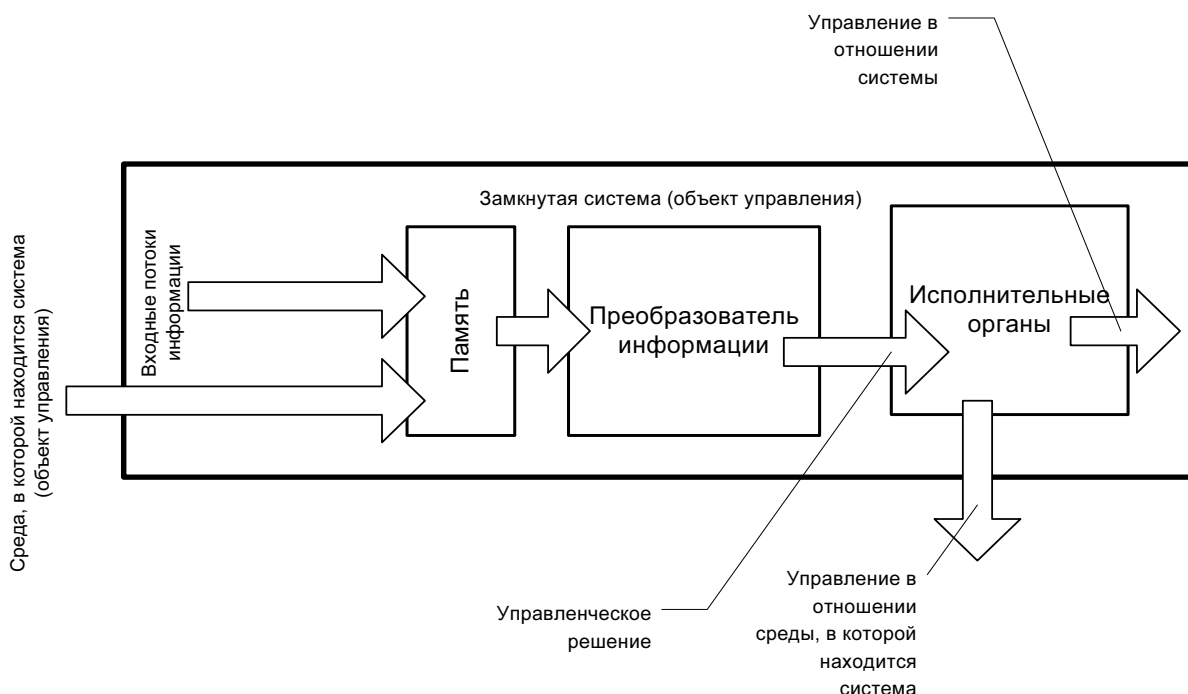 Управление в
отношении
системы
Замкнутая система (объект управления)
Среда, в которой находится система
(объект управления)
Входные потоки
информации
Память
Преобразователь
информации
Исполнительные
органы
Управленческое
решение
Управление в
отношении
среды, в которой
находится
система